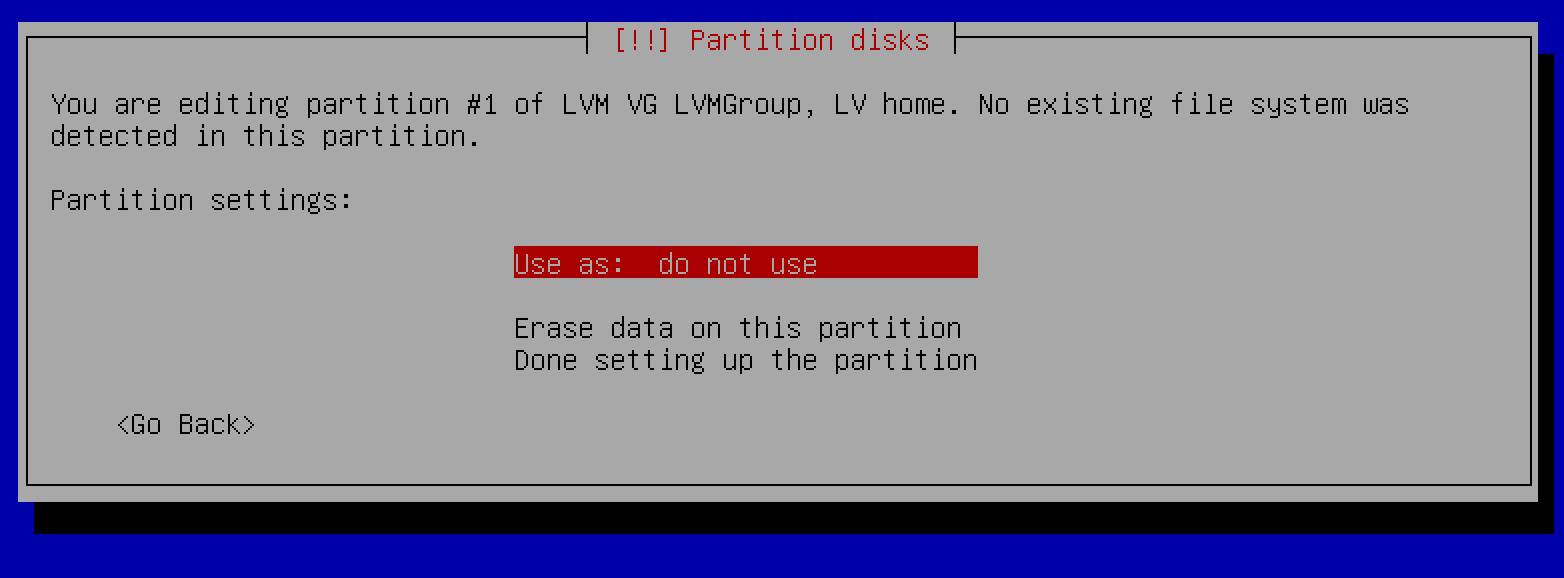 [!!] Partition disks
You are editing partition #1 of LVM VG LVMGroup, LV home. No existing file system was
detected in this partition.
Partition settings:
Use as:  do not use
Erase data on this partition
Done setting up the partition
<Go Back>